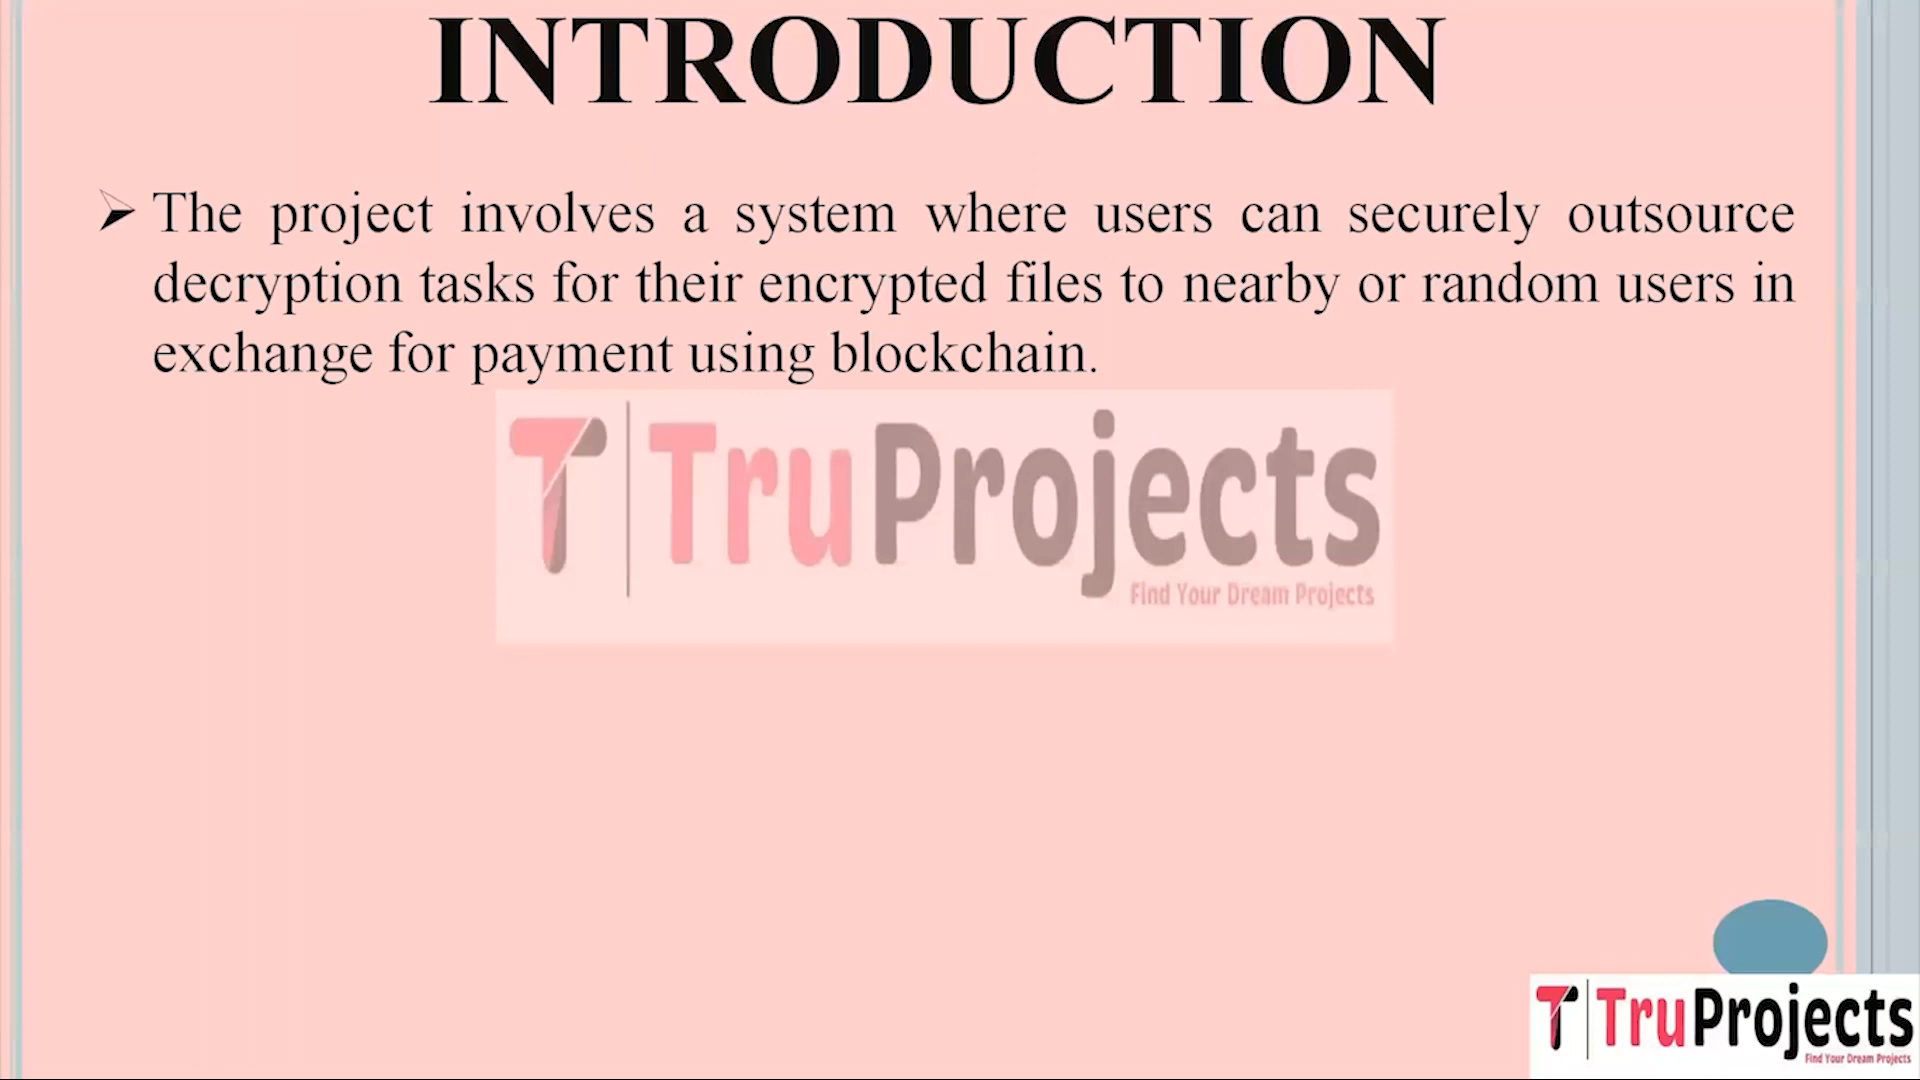 INTRODUCTION
The project involves a system where users can securely outsource
decryption tasks for their encrypted files to nearby or random users in
exchange for payment using blockchain.
T TruProjects
Find Your Dream Projects
T TruProjects
Find Your Dream Projects